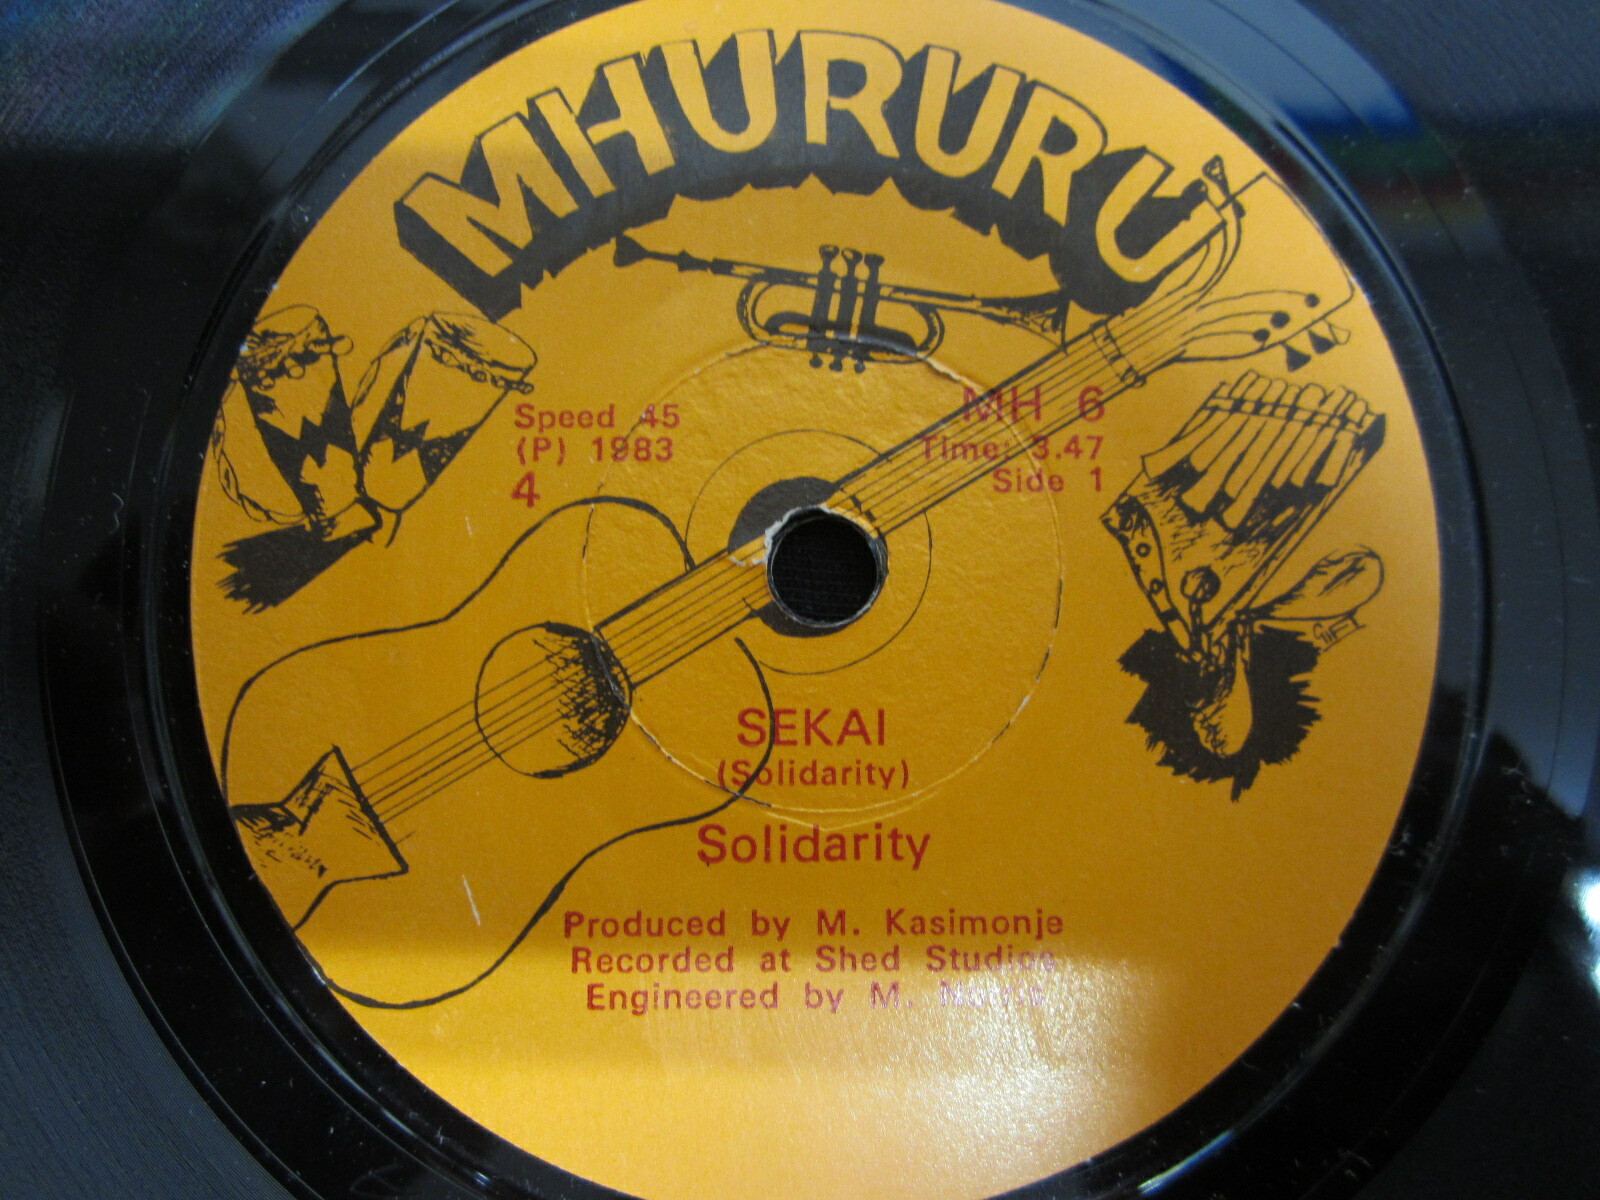 MHURURU
Speed 45
(P) 1983
4
MH 6
Time: 3.47
Side 1
SEKAI
(Solidarity)
Solidarity
Produced by M. Kasimonje
Recorded at Shed Studios
Engineered by M.